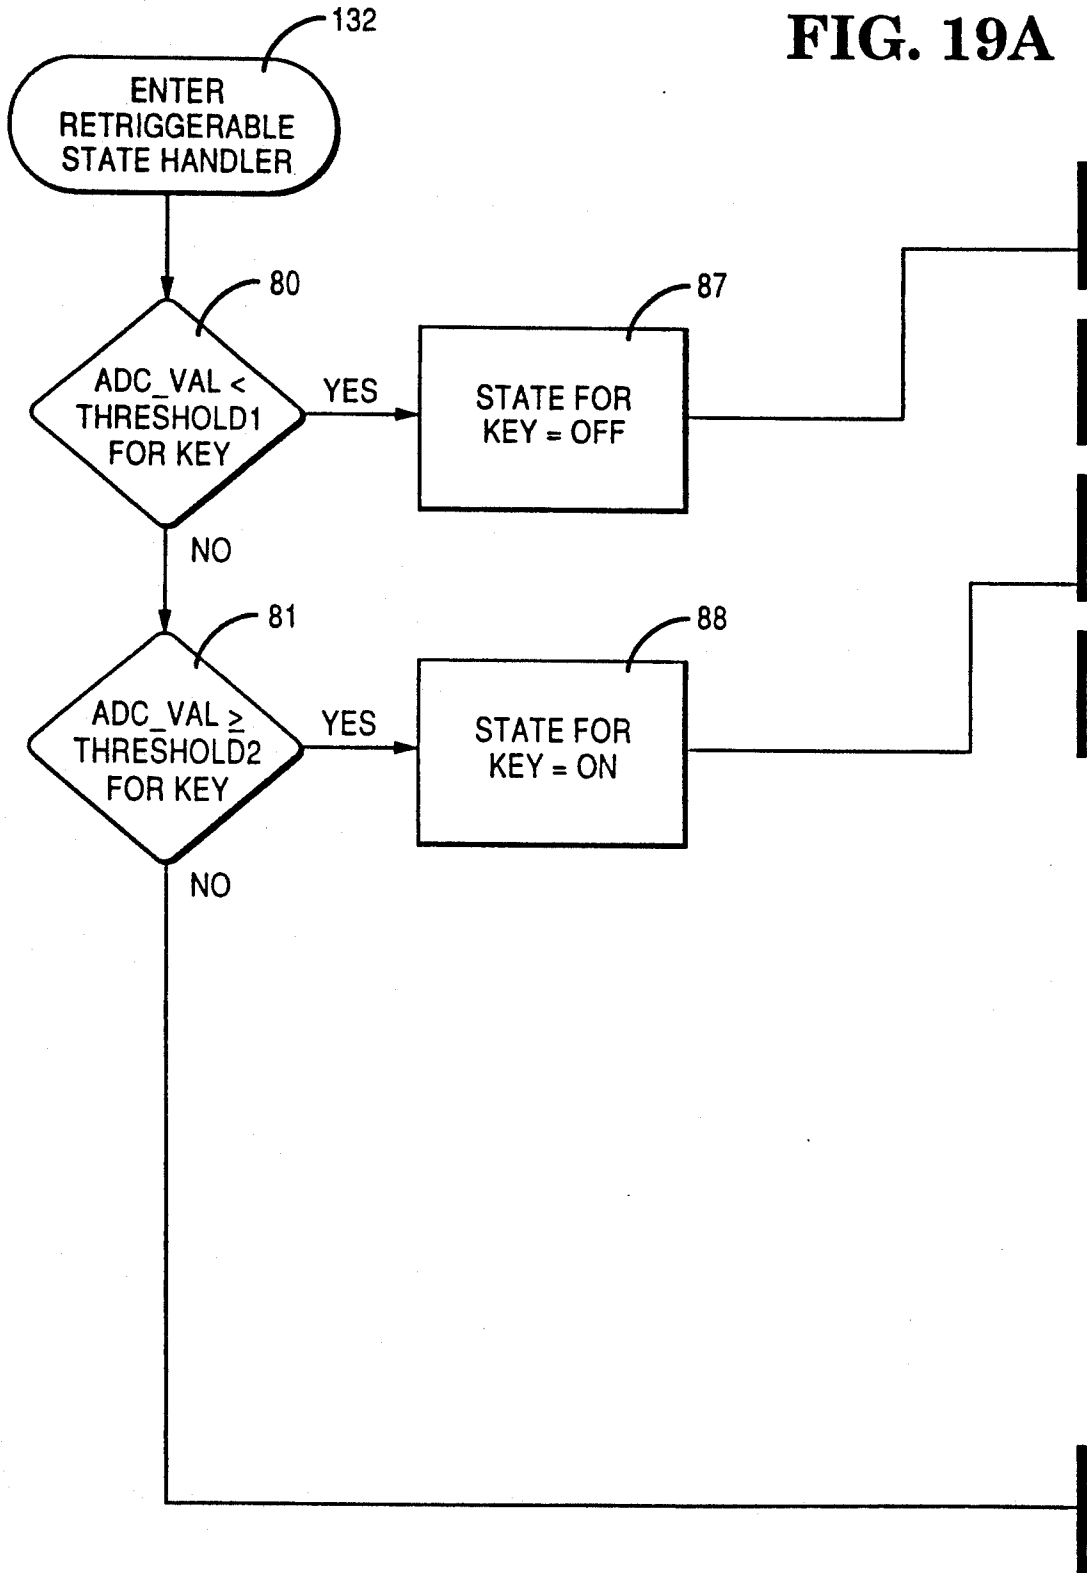 FIG. 19A
132
ENTER
RETRIGGERABLE
STATE HANDLER
80
ADC_VAL <
THRESHOLD1
FOR KEY
YES
87
STATE FOR
KEY = OFF
NO
81
ADC_VAL ≥
THRESHOLD2
FOR KEY
YES
88
STATE FOR
KEY = ON
NO